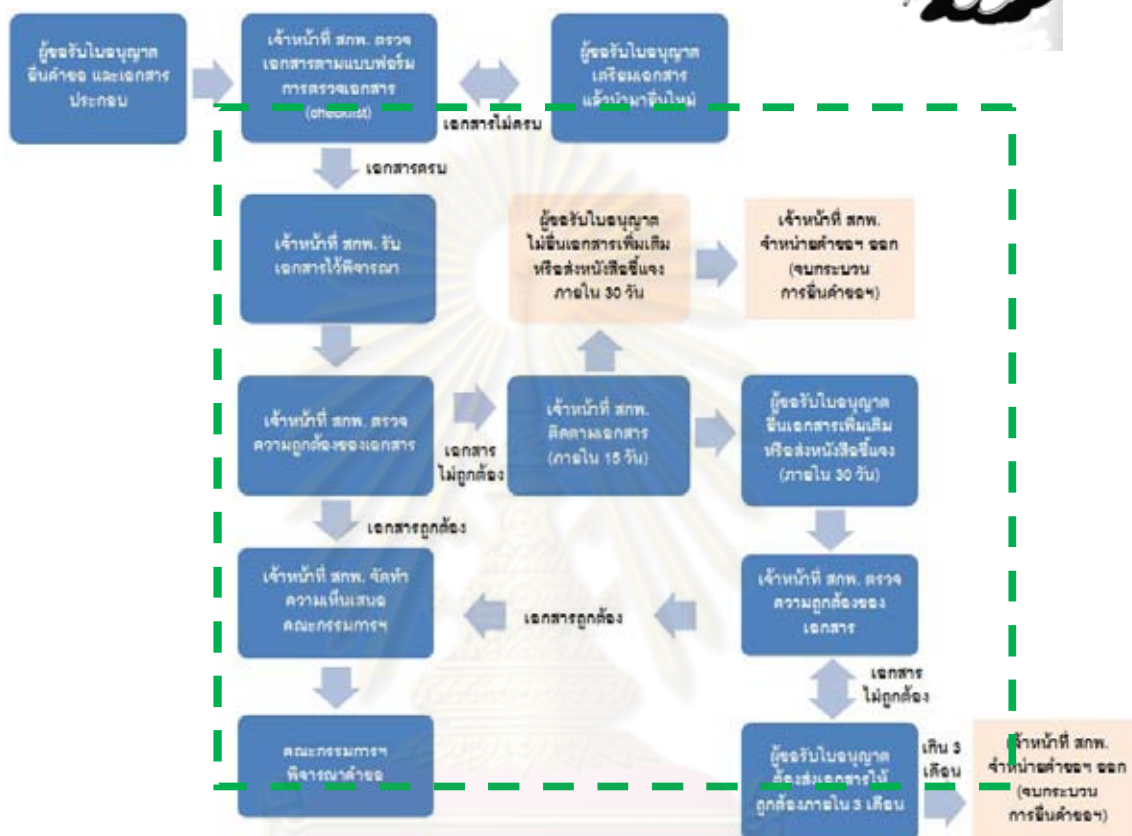 ผู้ขอรับใบอนุญาต
ยื่นคำขอ และเอกสาร
ประกอบ
เจ้าหน้าที่ สกพ. ตรวจ
เอกสารตามแบบฟอร์ม
การตรวจเอกสาร
(checklist)
ผู้ขอรับใบอนุญาต
เตรียมเอกสาร
แล้วนำมายื่นใหม่
เอกสารไม่ครบ
เอกสารครบ
เจ้าหน้าที่ สกพ. รับ
เอกสารไว้พิจารณา
ผู้ขอรับใบอนุญาต
ไม่ยื่นเอกสารเพิ่มเติม
หรือส่งหนังสือชี้แจง
ภายใน 30 วัน
เจ้าหน้าที่ สกพ.
จำหน่ายคำขอฯ ออก
(จบกระบวน
การยื่นคำขอฯ)
เจ้าหน้าที่ สกพ. ตรวจ
ความถูกต้องของเอกสาร
เอกสาร
ไม่ถูกต้อง
เจ้าหน้าที่ สกพ.
ติดตามเอกสาร
(ภายใน 15 วัน)
ผู้ขอรับใบอนุญาต
ยื่นเอกสารเพิ่มเติม
หรือส่งหนังสือชี้แจง
(ภายใน 30 วัน)
เอกสารถูกต้อง
เจ้าหน้าที่ สกพ. จัดทำ
ความเห็นเสนอ
คณะกรรมการฯ
เอกสารถูกต้อง
เจ้าหน้าที่ สกพ. ตรวจ
ความถูกต้องของ
เอกสาร
เอกสาร
ไม่ถูกต้อง
คณะกรรมการฯ
พิจารณาคำขอ
ผู้ขอรับใบอนุญาต
ต้องส่งเอกสารให้
ถูกต้องภายใน 3 เดือน
เกิน 3
เดือน
เจ้าหน้าที่ สกพ.
จำหน่ายคำขอฯ ออก
(จบกระบวน
การยื่นคำขอฯ)